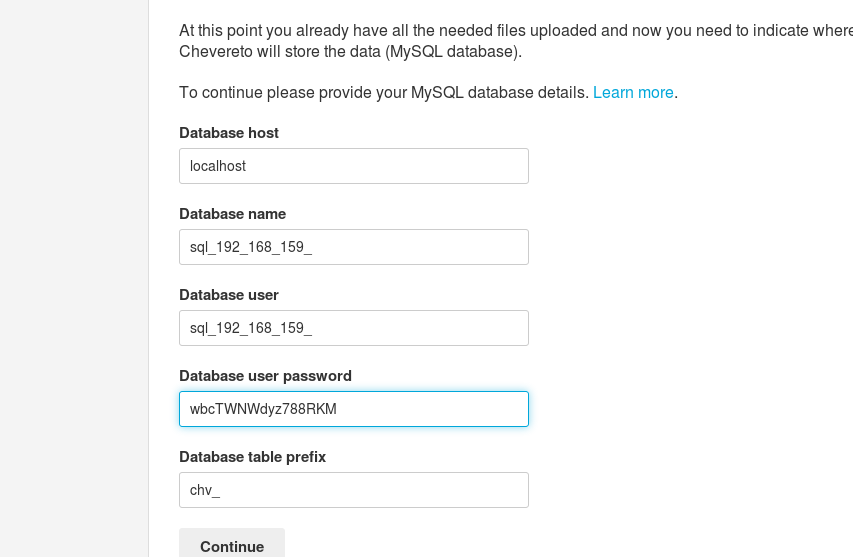 At this point you already have all the needed files uploaded and now you need to indicate where
Chevereto will store the data (MySQL database).
To continue please provide your MySQL database details. Learn more.
Database host
localhost
Database name
sql_192_168_159_
Database user
sql_192_168_159_
Database user password
wbcTWNWdyz788RKM
Database table prefix
chv_
Continue